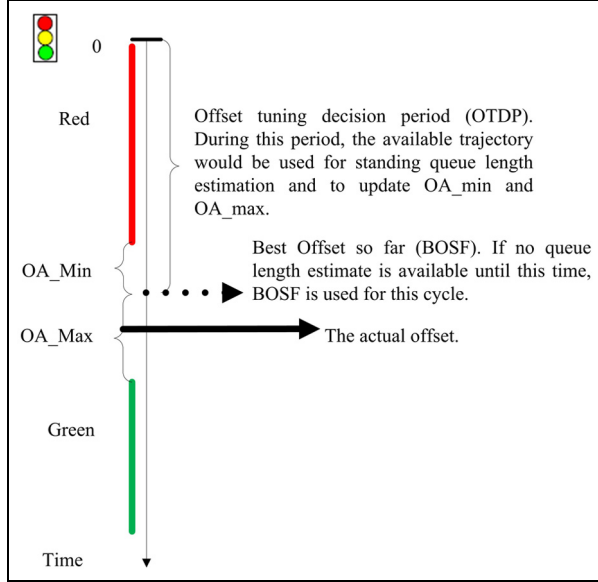 0
Red
Offset tuning decision period (OTDP).
During this period, the available trajectory
would be used for standing queue length
estimation and to update OA_min and
OA_max.
Best Offset so far (BOSF). If no queue
length estimate is available until this time,
BOSF is used for this cycle.
OA_Min
OA_Max
The actual offset.
Green
Time